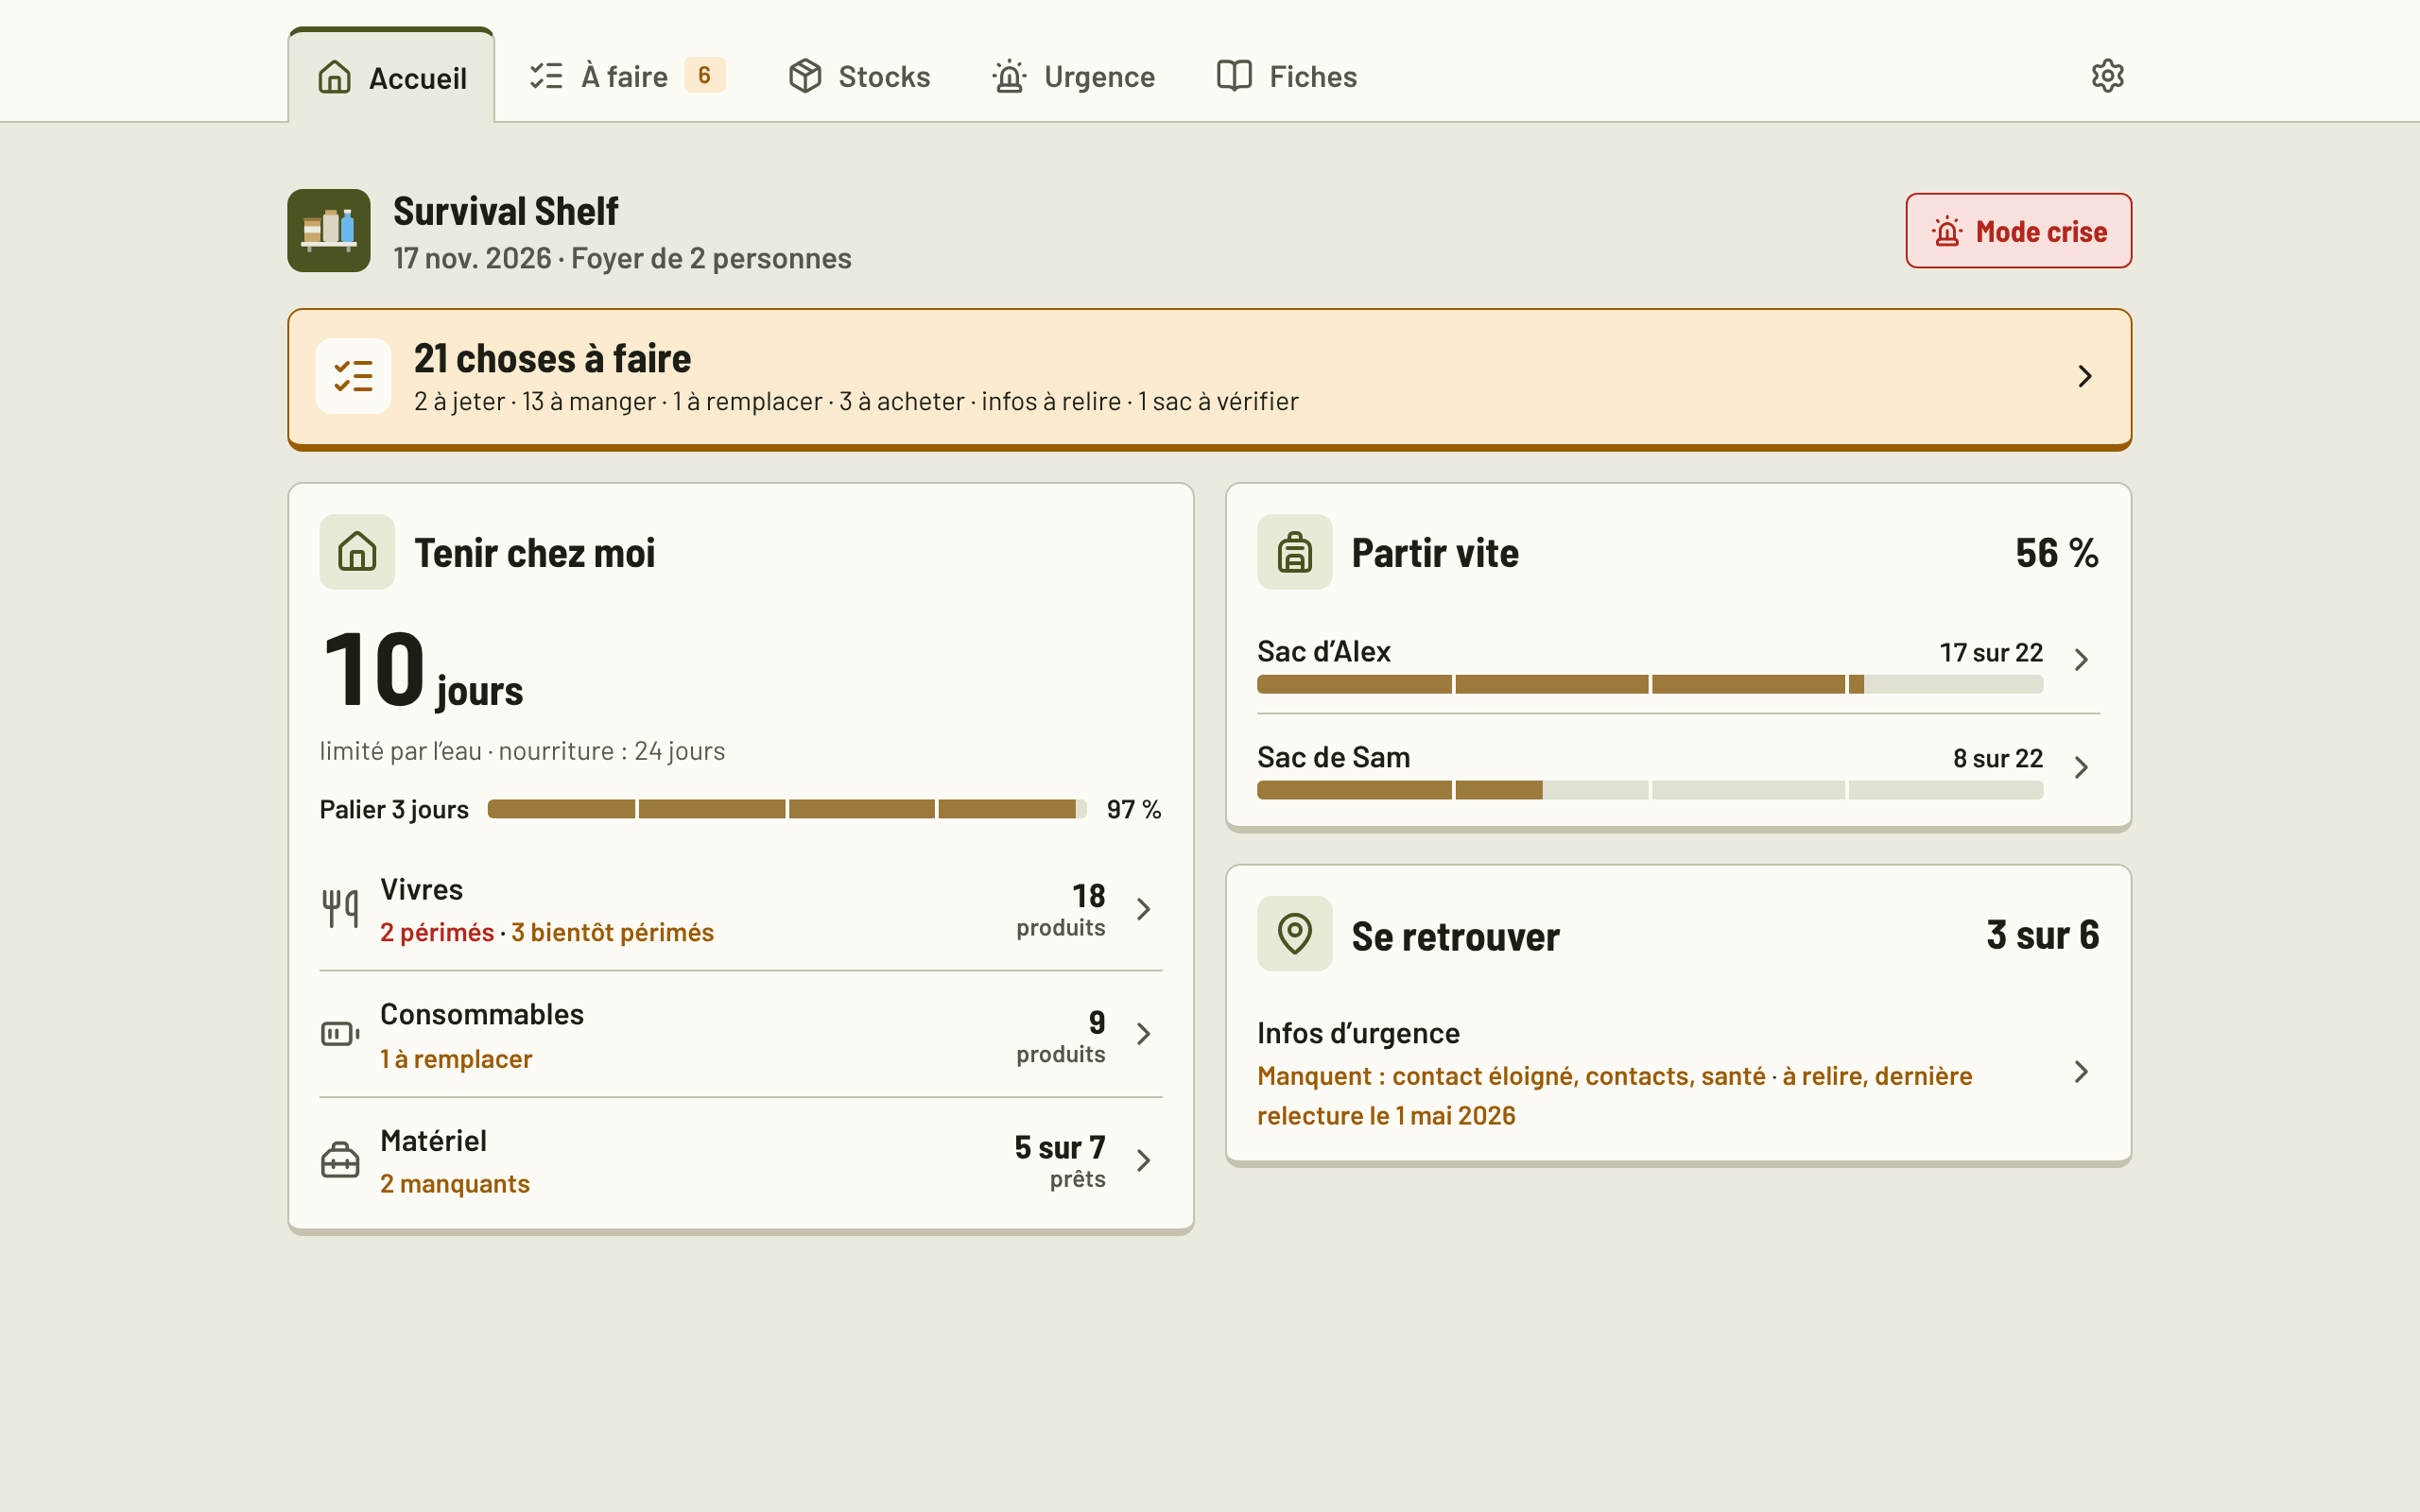 Accueil
À faire 6
Stocks
Urgence
Fiches
Survival Shelf
17 nov. 2026 · Foyer de 2 personnes
Mode crise
21 choses à faire
2 à jeter · 13 à manger · 1 à remplacer · 3 à acheter · infos à relire · 1 sac à vérifier
Tenir chez moi
10 jours
limité par l’eau · nourriture : 24 jours
Palier 3 jours 97 %
Vivres
2 périmés · 3 bientôt périmés
18
produits
Consommables
1 à remplacer
9
produits
Matériel
2 manquants
5 sur 7
prêts
Partir vite 56 %
Sac d’Alex 17 sur 22
Sac de Sam 8 sur 22
Se retrouver 3 sur 6
Infos d’urgence
Manquent : contact éloigné, contacts, santé · à relire, dernière
relecture le 1 mai 2026